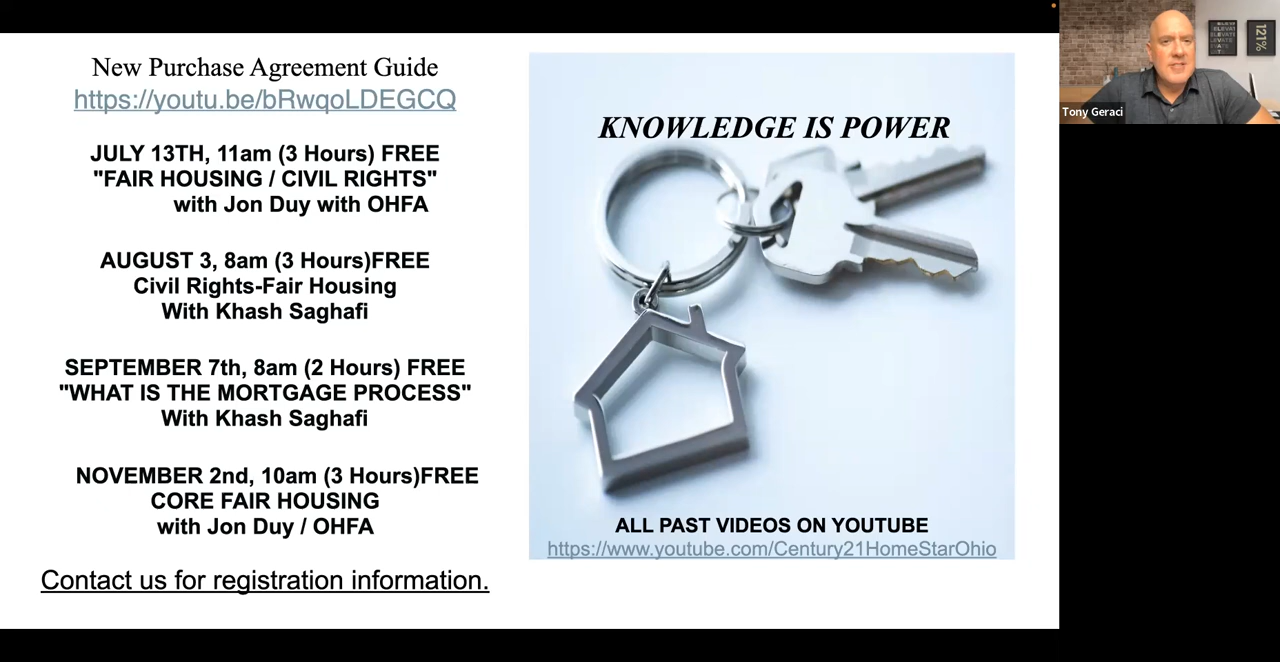 New Purchase Agreement Guide
https://youtu.be/bRwqoLDEGCQ
JULY 13TH, 11am (3 Hours) FREE
"FAIR HOUSING / CIVIL RIGHTS"
with Jon Duy with OHFA
AUGUST 3, 8am (3 Hours)FREE
Civil Rights-Fair Housing
With Khash Saghafi
SEPTEMBER 7th, 8am (2 Hours) FREE
"WHAT IS THE MORTGAGE PROCESS"
With Khash Saghafi
NOVEMBER 2nd, 10am (3 Hours)FREE
CORE FAIR HOUSING
with Jon Duy / OHFA
Contact us for registration information.
KNOWLEDGE IS POWER
ALL PAST VIDEOS ON YOUTUBE
https://www.youtube.com/Century21HomeStarOhio
121%
Tony Geraci